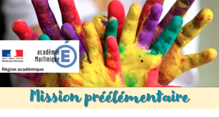 académie
Martinique
Région académique
Mission préélémentaire